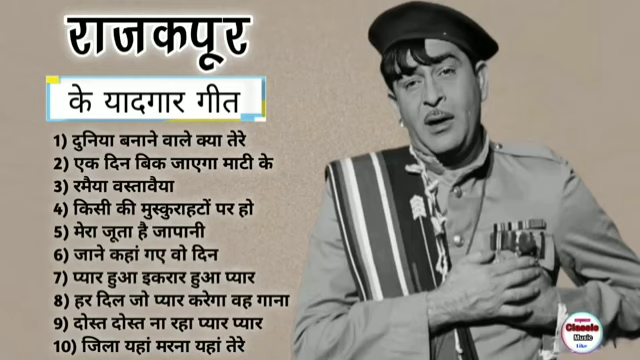 राजकपूर
के यादगार गीत
1) दुनिया बनाने वाले क्या तेरे
2) एक दिन बिक जाएगा माटी के
3) रमैया वस्तावैया
4) किसी की मुस्कुराहटों पर हो
5) मेरा जूता है जापानी
6) जाने कहां गए वो दिन
7) प्यार हुआ इकरार हुआ प्यार
8) हर दिल जो प्यार करेगा वह गाना
9) दोस्त दोस्त ना रहा प्यार प्यार
10) जिला यहां मरना यहां तेरे
Classic
Music
Like